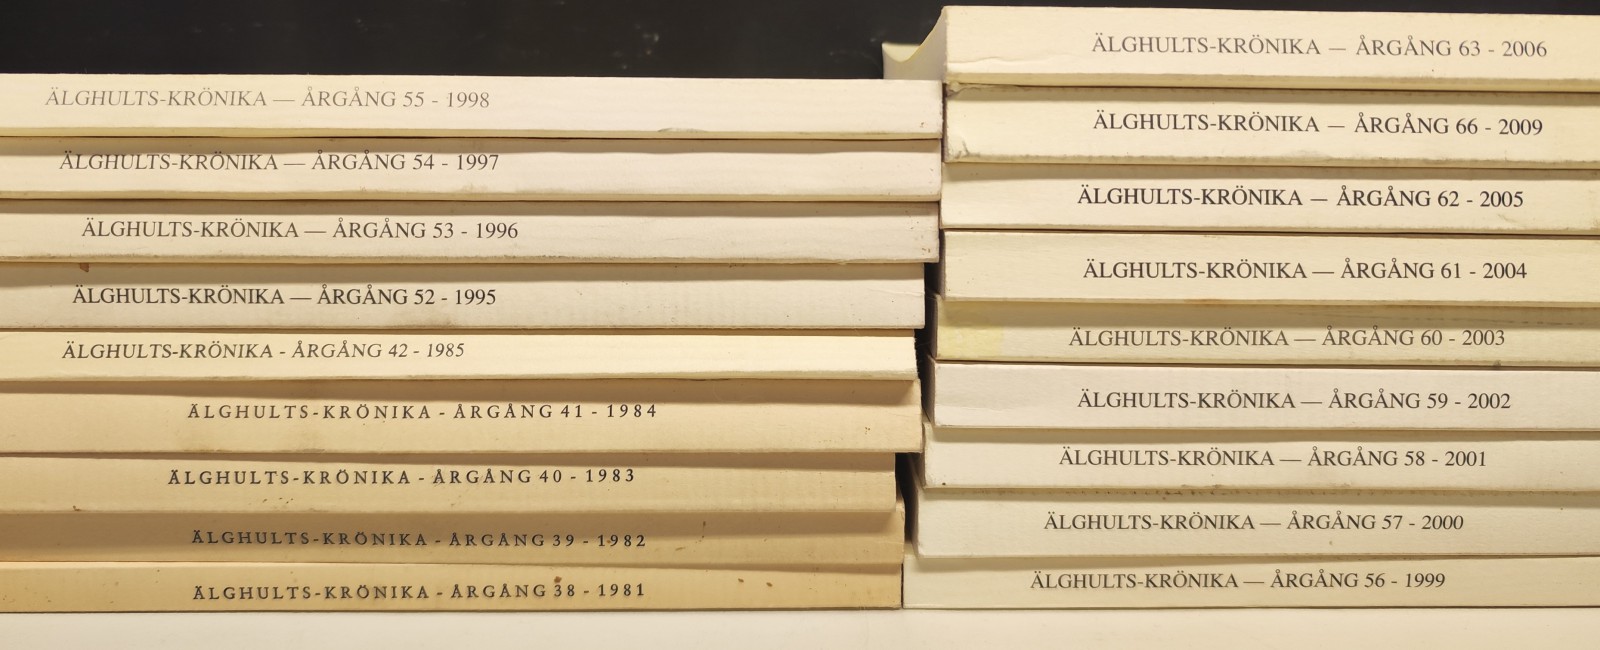 ÄLGHULTS-KRÖNIKA — ÅRGÅNG 55 - 1998
ÄLGHULTS-KRÖNIKA — ÅRGÅNG 54 - 1997
ÄLGHULTS-KRÖNIKA — ÅRGÅNG 53 - 1996
ÄLGHULTS-KRÖNIKA — ÅRGÅNG 52 - 1995
ÄLGHULTS-KRÖNIKA - ÅRGÅNG 42 - 1985
ÄLGHULTS-KRÖNIKA - ÅRGÅNG 41 - 1984
ÄLGHULTS-KRÖNIKA - ÅRGÅNG 40 - 1983
ÄLGHULTS-KRÖNIKA - ÅRGÅNG 39 - 1982
ÄLGHULTS-KRÖNIKA - ÅRGÅNG 38 - 1981
ÄLGHULTS-KRÖNIKA — ÅRGÅNG 63 - 2006
ÄLGHULTS-KRÖNIKA — ÅRGÅNG 66 - 2009
ÄLGHULTS-KRÖNIKA — ÅRGÅNG 62 - 2005
ÄLGHULTS-KRÖNIKA — ÅRGÅNG 61 - 2004
ÄLGHULTS-KRÖNIKA — ÅRGÅNG 60 - 2003
ÄLGHULTS-KRÖNIKA — ÅRGÅNG 59 - 2002
ÄLGHULTS-KRÖNIKA — ÅRGÅNG 58 - 2001
ÄLGHULTS-KRÖNIKA — ÅRGÅNG 57 - 2000
ÄLGHULTS-KRÖNIKA — ÅRGÅNG 56 - 1999